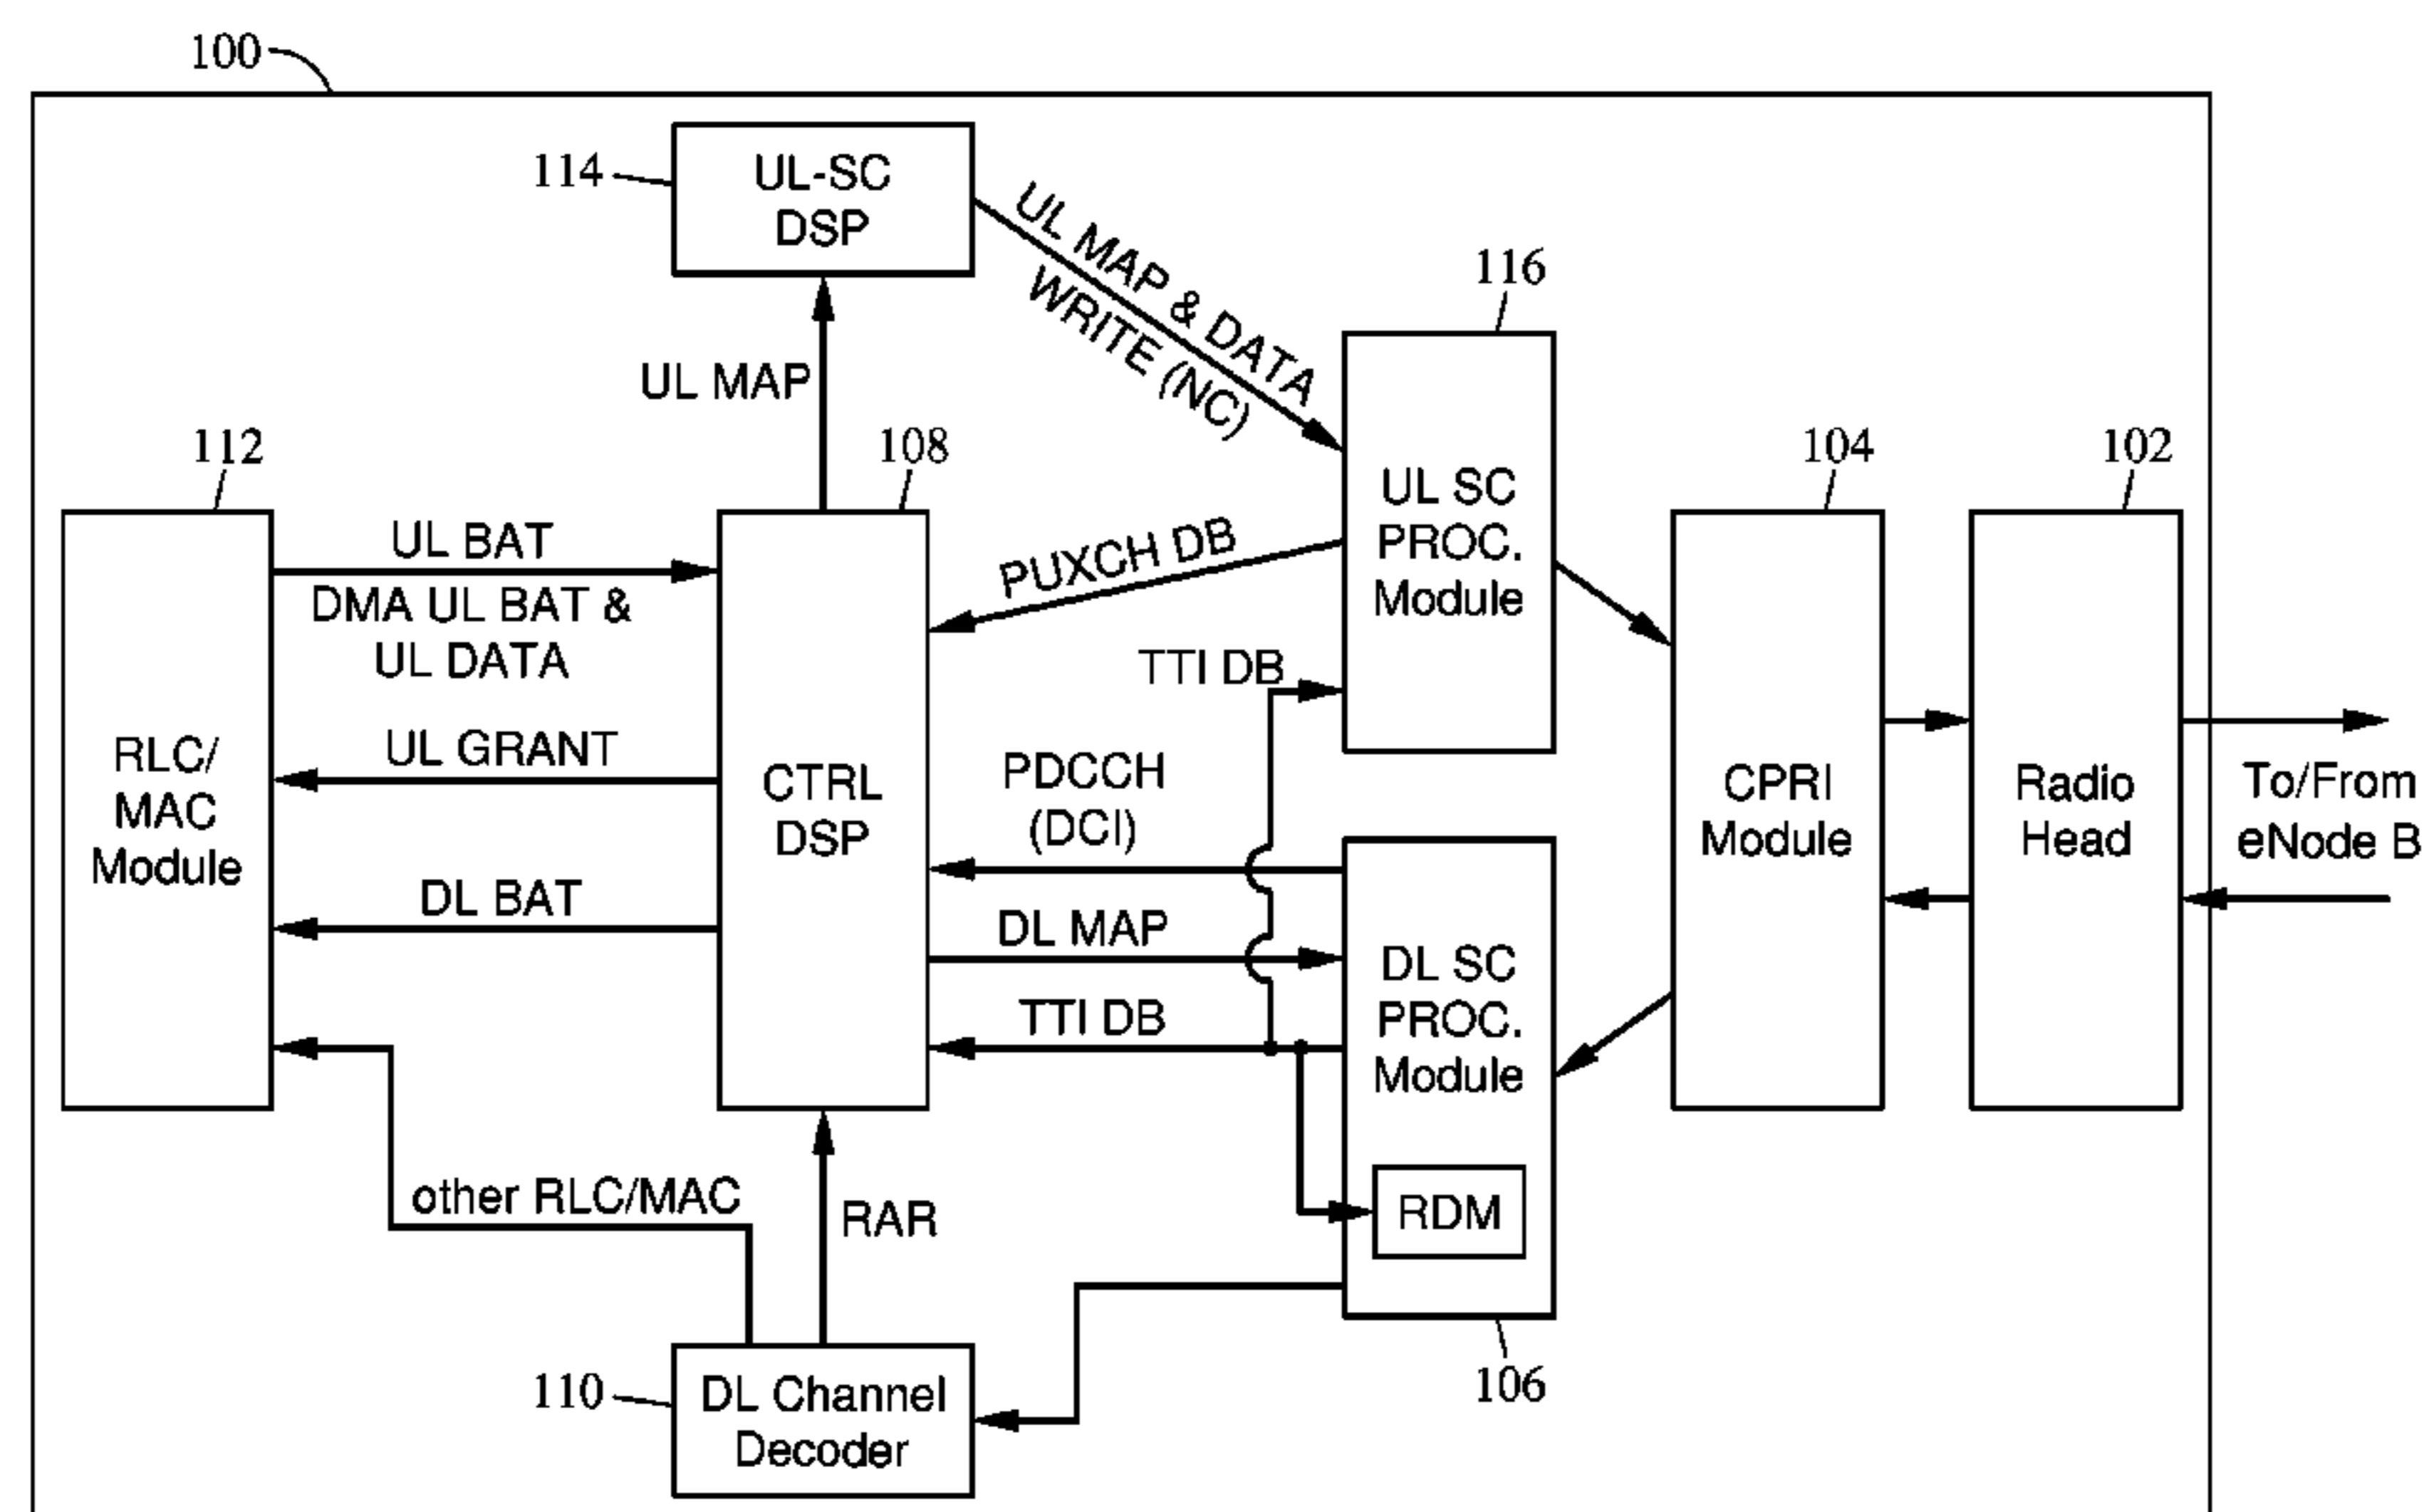 100
114
UL-SC
DSP
UL MAP & DATA
WRITE (NC)
116
UL MAP
112
108
104
102
UL BAT
DMA UL BAT &
UL DATA
PUXCH DB
UL SC
PROC.
Module
TTI DB
RLC/
MAC
Module
UL GRANT
CTRL
DSP
PDCCH
(DCI)
CPRI
Module
Radio
Head
To/From
eNode B
DL BAT
DL MAP
DL SC
PROC.
Module
TTI DB
other RLC/MAC
RAR
RDM
110
DL Channel
Decoder
106